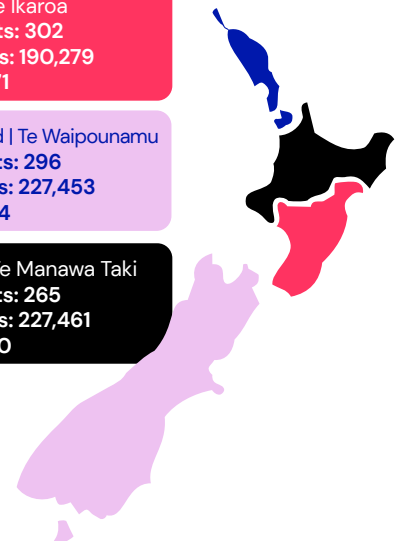 e Ikaroa
ts: 302
s: 190,279
71
d | Te Waipounamu
ts: 296
s: 227,453
4
Te Manawa Taki
ts: 265
s: 227,461
0